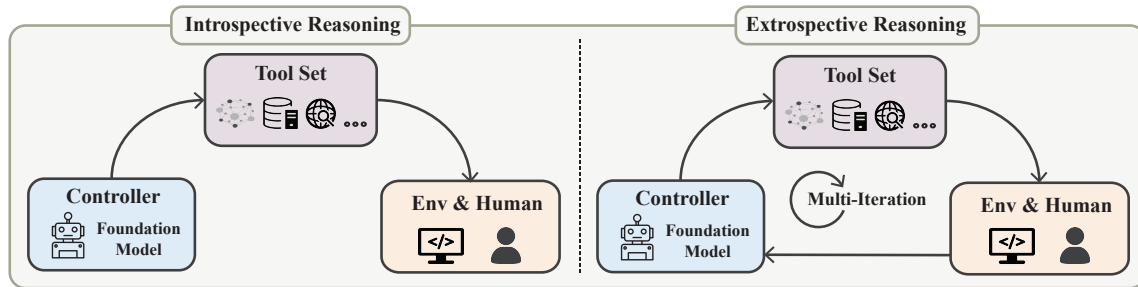 Introspective Reasoning
Tool Set
Controller
Foundation
Model
Env & Human
</>
Extrospective Reasoning
Tool Set
Controller
Foundation
Model
Multi-Iteration
Env & Human
</>